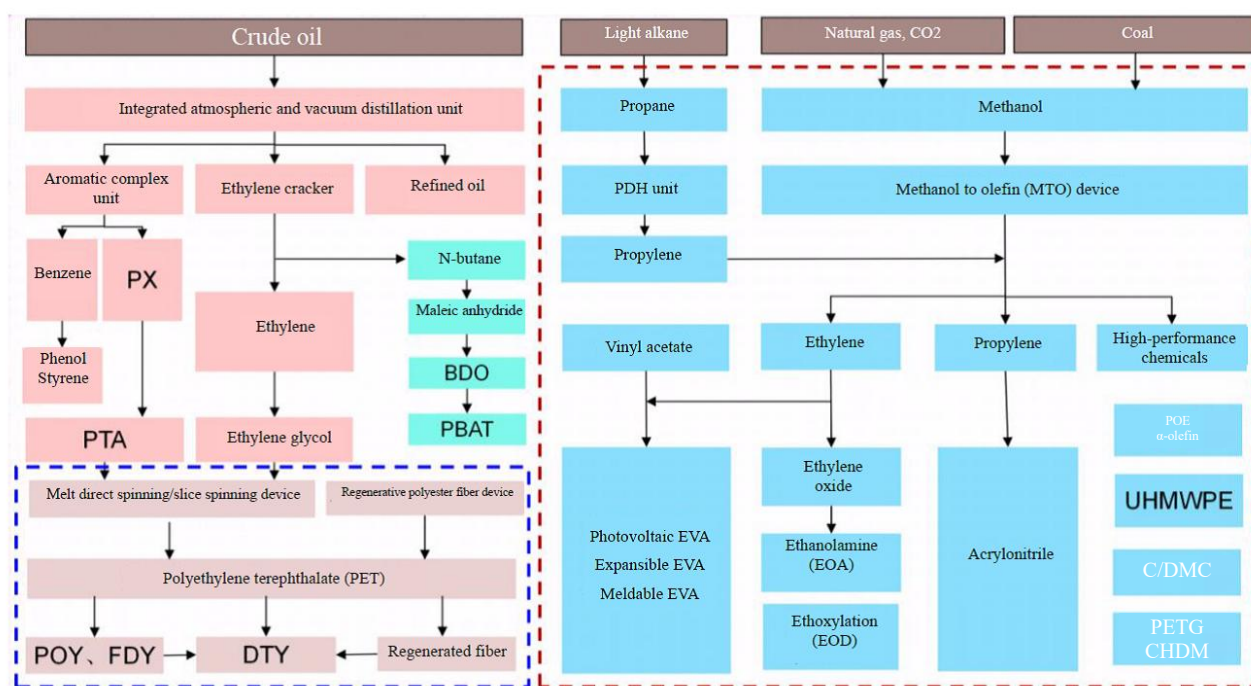 Crude oil
Light alkane
Natural gas, CO2
Coal
Integrated atmospheric and vacuum distillation unit
Propane
Methanol
Aromatic complex
unit
Ethylene cracker
Refined oil
PDH unit
Methanol to olefin (MTO) device
Benzene
PX
N-butane
Propylene
Maleic anhydride
Ethylene
Vinyl acetate
Ethylene
Propylene
High-performance
chemicals
Phenol
Styrene
BDO
PTA
Ethylene glycol
PBAT
POE
α-olefin
Melt direct spinning/slice spinning device
Regenerative polyester fiber device
Ethylene
oxide
UHMWPE
Photovoltaic EVA
Expansible EVA
Meldable EVA
Ethanolamine
(EOA)
Acrylonitrile
C/DMC
Polyethylene terephthalate (PET)
Ethoxylation
(EOD)
PETG
CHDM
POY、FDY
DTY
Regenerated fiber